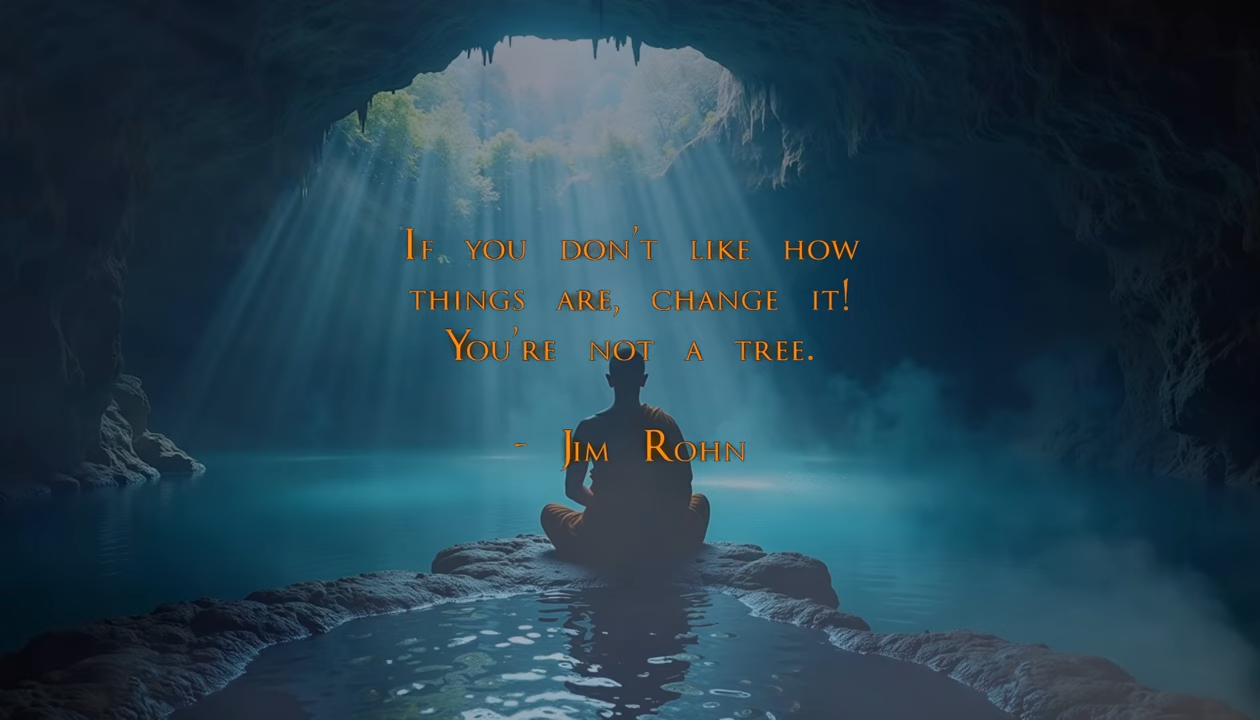 If you don't like how
things are, change it!
You're not a tree.
- Jim Rohn